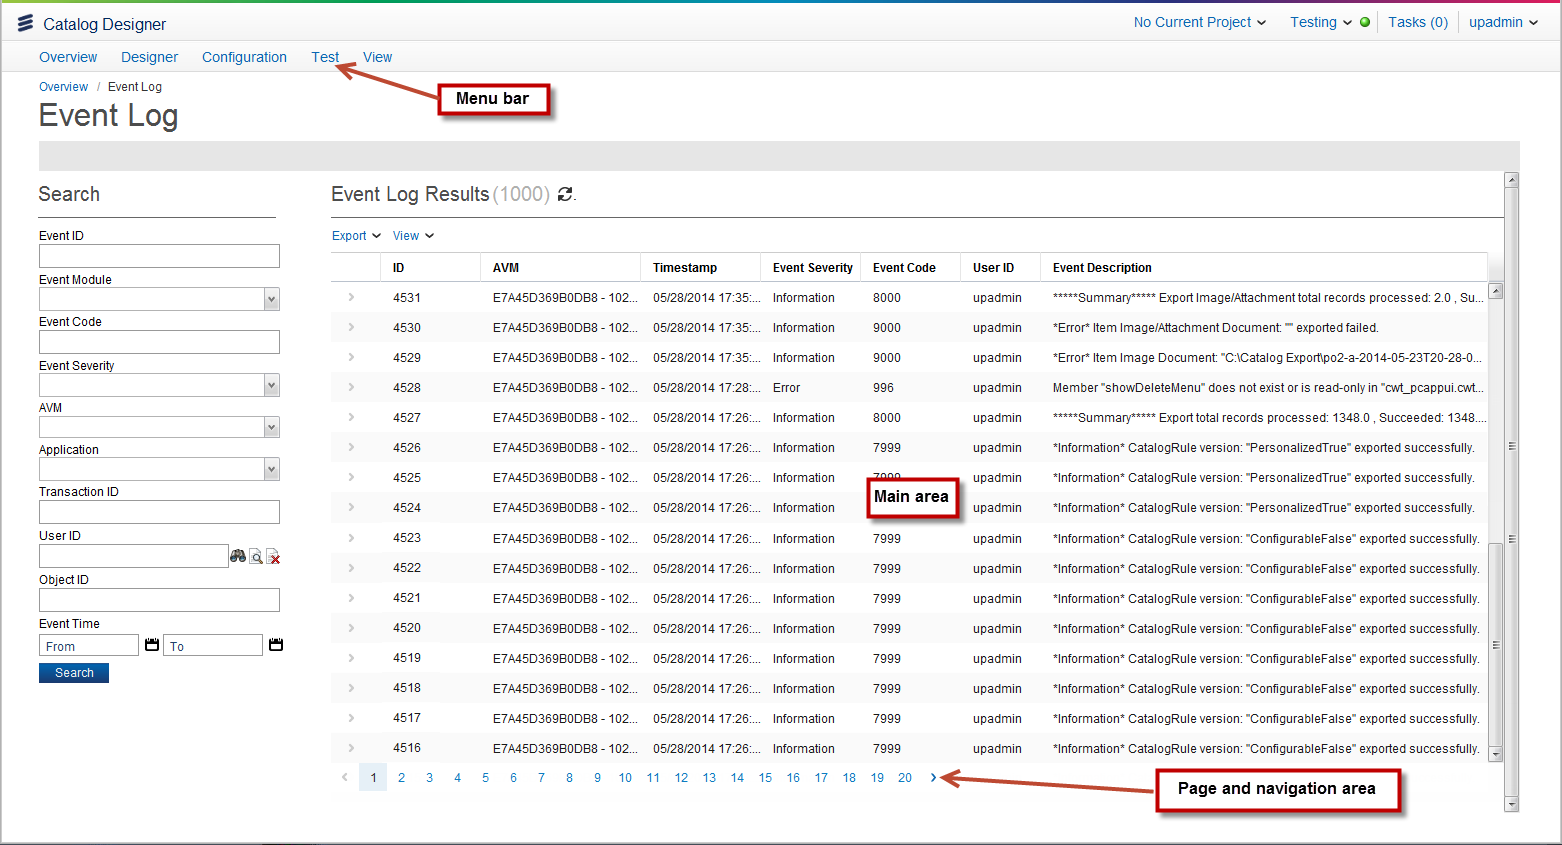 Catalog Designer
No Current Project Testing Tasks (0) upadmin
Overview Designer Configuration Test View
Menu bar
Overview / Event Log
Event Log
Search
Event ID
Event Module
Event Code
Event Severity
AVM
Application
Transaction ID
User ID
Object ID
Event Time
From To
Search
Event Log Results (1000)
Export View
ID AVM Timestamp Event Severity Event Code User ID Event Description
4531 E7A45D369B0DB8 - 102... 05/28/2014 17:35:... Information 8000 upadmin *****Summary***** Export Image/Attachment total records processed: 2.0 , Su...
4530 E7A45D369B0DB8 - 102... 05/28/2014 17:35:... Information 9000 upadmin *Error* Item Image/Attachment Document: "" exported failed.
4529 E7A45D369B0DB8 - 102... 05/28/2014 17:35:... Information 9000 upadmin *Error* Item Image Document: "C:\Catalog Export\po2-a-2014-05-23T20-28-0...
4528 E7A45D369B0DB8 - 102... 05/28/2014 17:28:... Error 996 upadmin Member "showDeleteMenu" does not exist or is read-only in "cwt_pcappui.cwt...
4527 E7A45D369B0DB8 - 102... 05/28/2014 17:26:... Information 8000 upadmin *****Summary***** Export total records processed: 1348.0 , Succeeded: 1348....
4526 E7A45D369B0DB8 - 102... 05/28/2014 17:26:... Information 7999 upadmin *Information* CatalogRule version: "PersonalizedTrue" exported successfully.
4525 E7A45D369B0DB8 - 102... 05/28/2014 17:26:... Information 7999 upadmin *Information* CatalogRule version: "PersonalizedTrue" exported successfully.
4524 E7A45D369B0DB8 - 102... 05/28/2014 17:26:... Information upadmin *Information* CatalogRule version: "PersonalizedTrue" exported successfully.
Main area
4523 E7A45D369B0DB8 - 102... 05/28/2014 17:26:... Information 7999 upadmin *Information* CatalogRule version: "ConfigurableFalse" exported successfully.
4522 E7A45D369B0DB8 - 102... 05/28/2014 17:26:... Information 7999 upadmin *Information* CatalogRule version: "ConfigurableFalse" exported successfully.
4521 E7A45D369B0DB8 - 102... 05/28/2014 17:26:... Information 7999 upadmin *Information* CatalogRule version: "ConfigurableFalse" exported successfully.
4520 E7A45D369B0DB8 - 102... 05/28/2014 17:26:... Information 7999 upadmin *Information* CatalogRule version: "ConfigurableFalse" exported successfully.
4519 E7A45D369B0DB8 - 102... 05/28/2014 17:26:... Information 7999 upadmin *Information* CatalogRule version: "ConfigurableFalse" exported successfully.
4518 E7A45D369B0DB8 - 102... 05/28/2014 17:26:... Information 7999 upadmin *Information* CatalogRule version: "ConfigurableFalse" exported successfully.
4517 E7A45D369B0DB8 - 102... 05/28/2014 17:26:... Information 7999 upadmin *Information* CatalogRule version: "ConfigurableFalse" exported successfully.
4516 E7A45D369B0DB8 - 102... 05/28/2014 17:26:... Information 7999 upadmin *Information* CatalogRule version: "ConfigurableFalse" exported successfully.
1 2 3 4 5 6 7 8 9 10 11 12 13 14 15 16 17 18 19 20
Page and navigation area